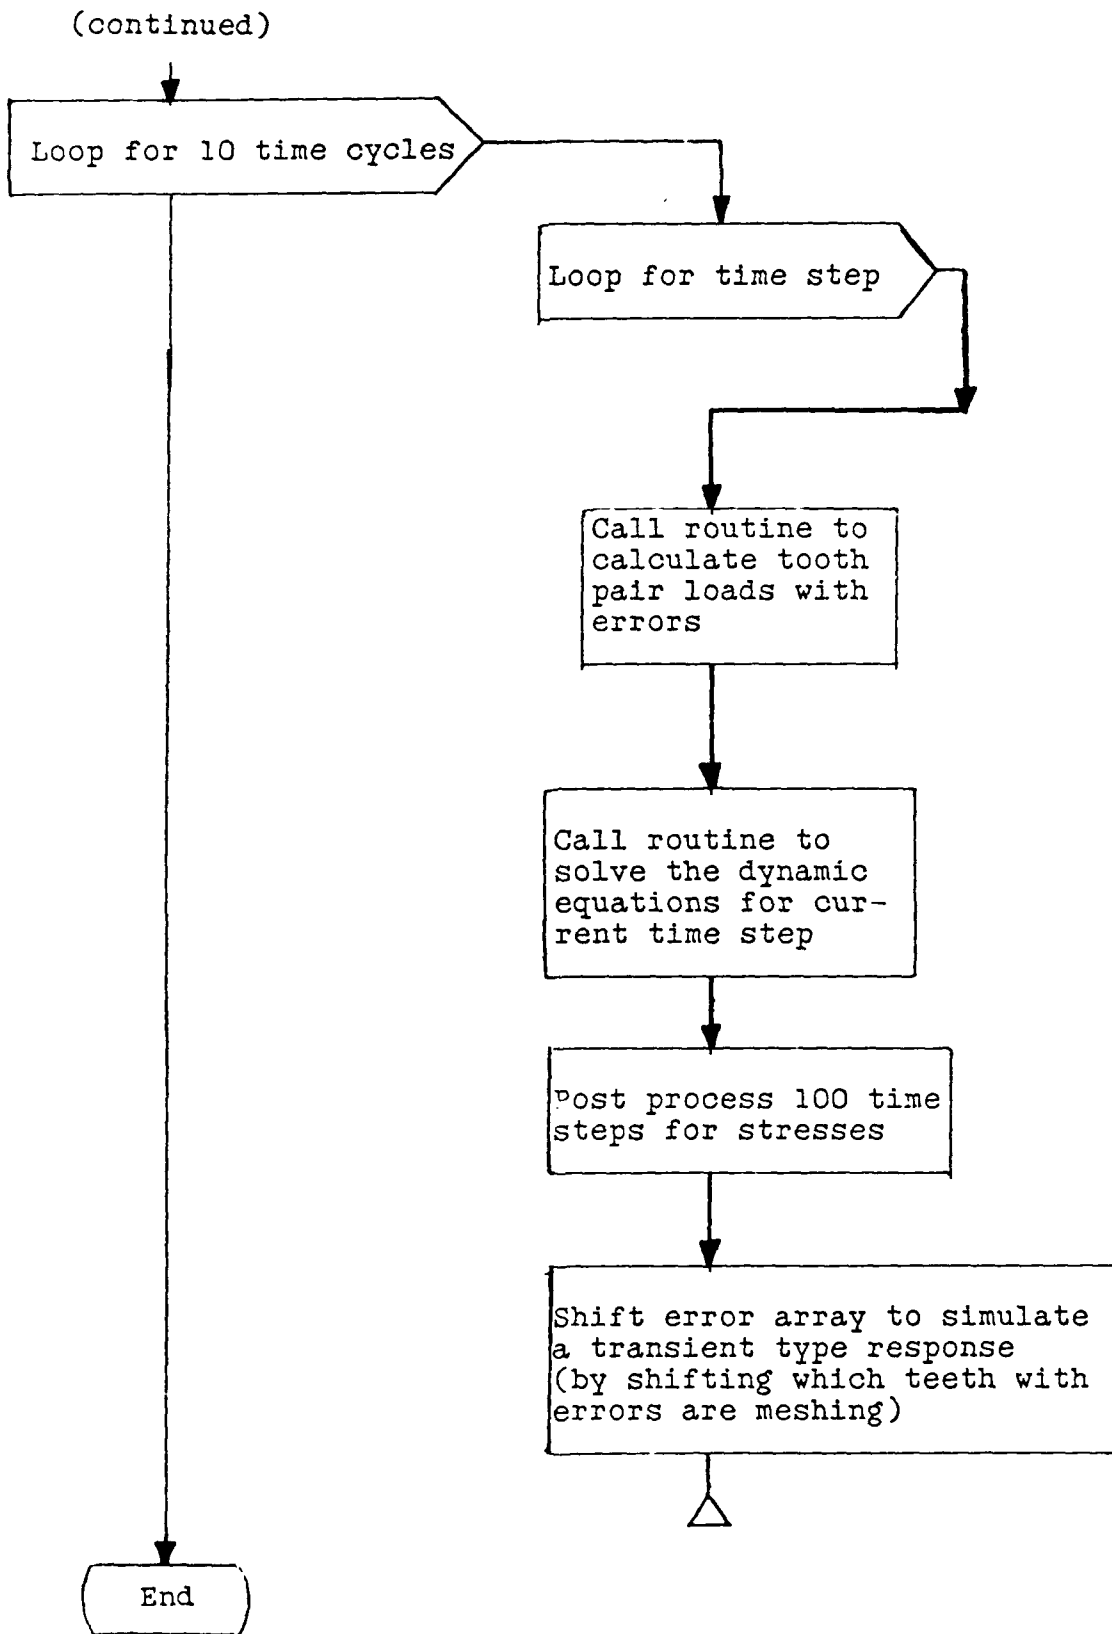 (continued)
Loop for 10 time cycles
Loop for time step
Call routine to
calculate tooth
pair loads with
errors
Call routine to
solve the dynamic
equations for cur-
rent time step
Post process 100 time
steps for stresses
Shift error array to simulate
a transient type response
(by shifting which teeth with
errors are meshing)
End